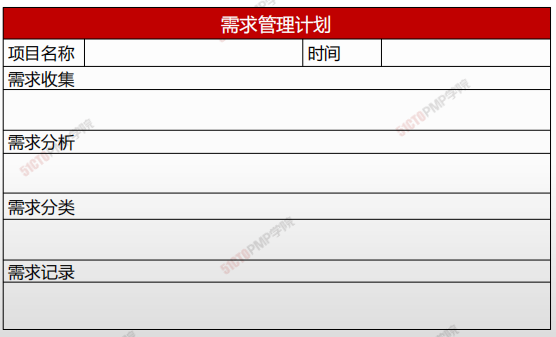 需求管理计划
项目名称 时间
需求收集
51CTOPMP学院
需求分析
51CTOPMP学院
需求分类
51CTOPMP学院
需求记录